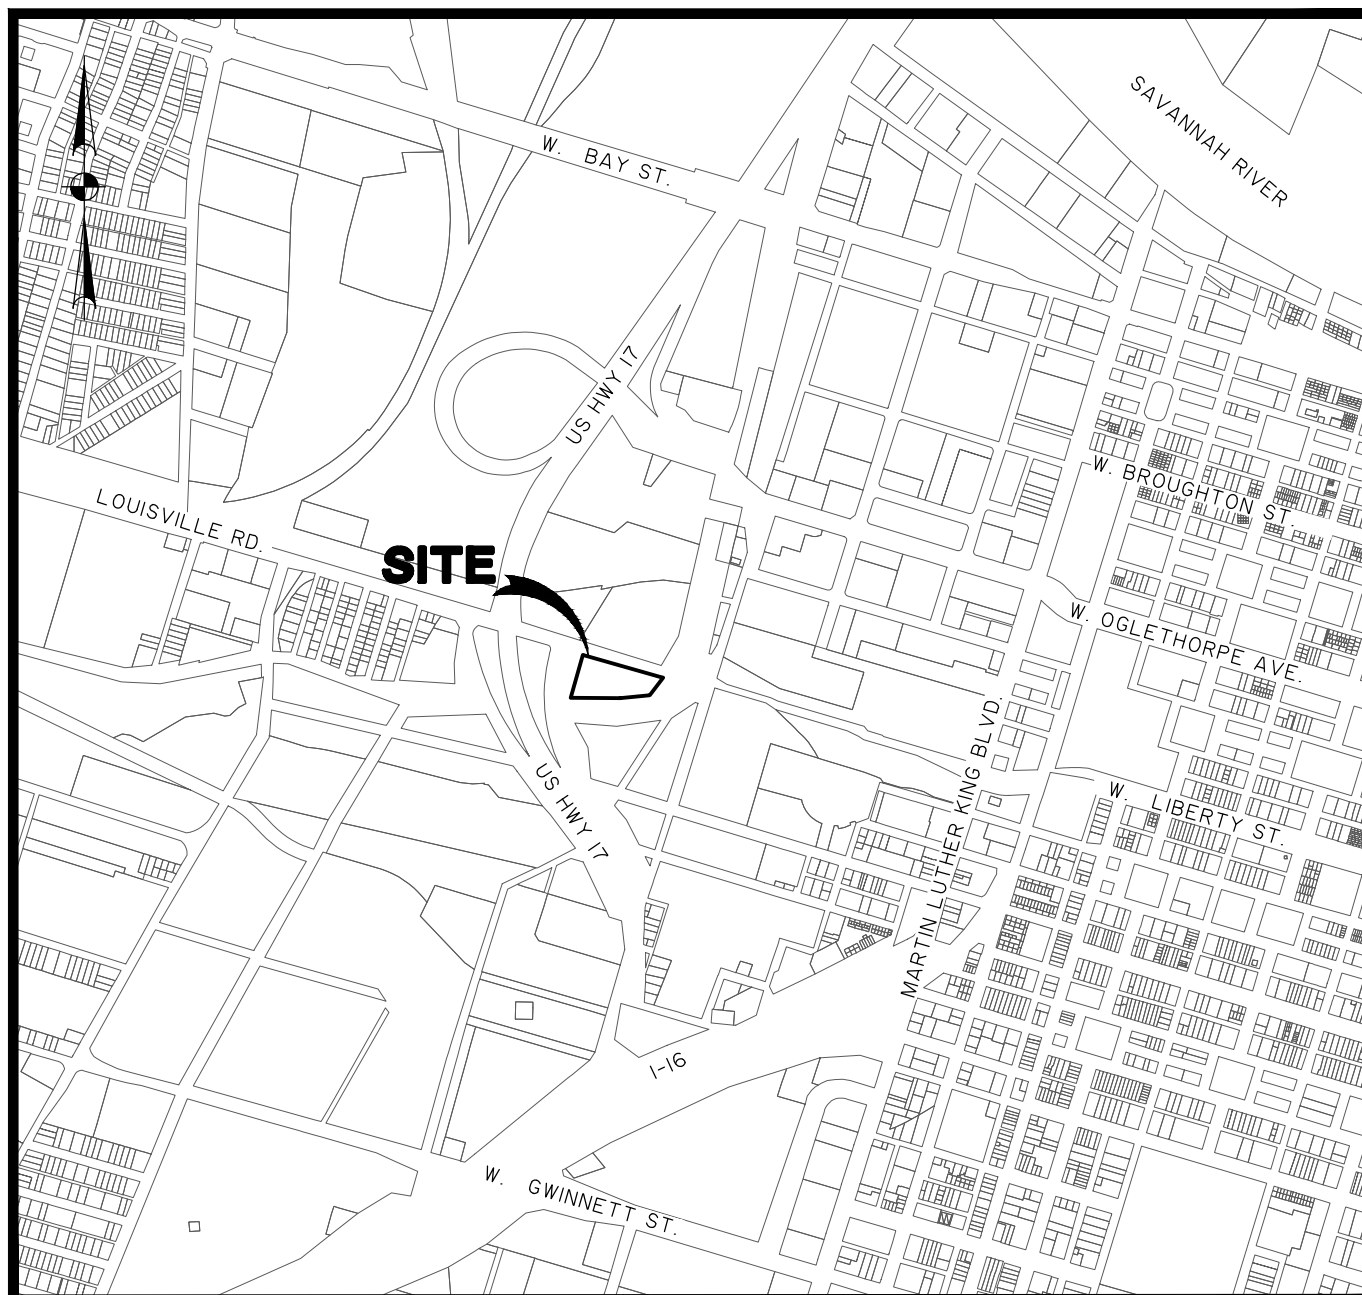 SAVANNAH RIVER
W. BAY ST.
US HWY 17
W. BROUGHTON ST.
LOUISVILLE RD.
SITE
W. OGLETHORPE AVE.
MARTIN LUTHER KING BLVD.
US HWY 17
W. LIBERTY ST.
I-16
W. GWINNETT ST.